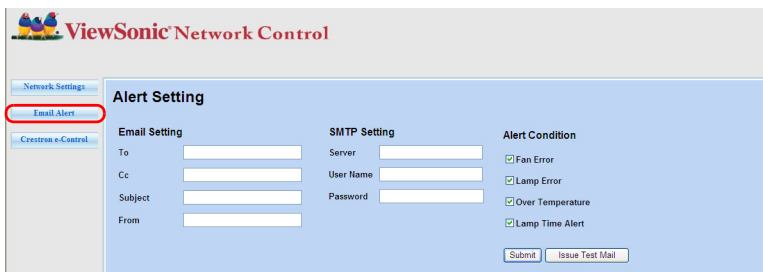 ViewSonic® Network Control
Network Settings
Email Alert
Crestron e-Control
Alert Setting
Email Setting
To
Cc
Subject
From
SMTP Setting
Server
User Name
Password
Alert Condition
Fan Error
Lamp Error
Over Temperature
Lamp Time Alert
Submit
Issue Test Mail